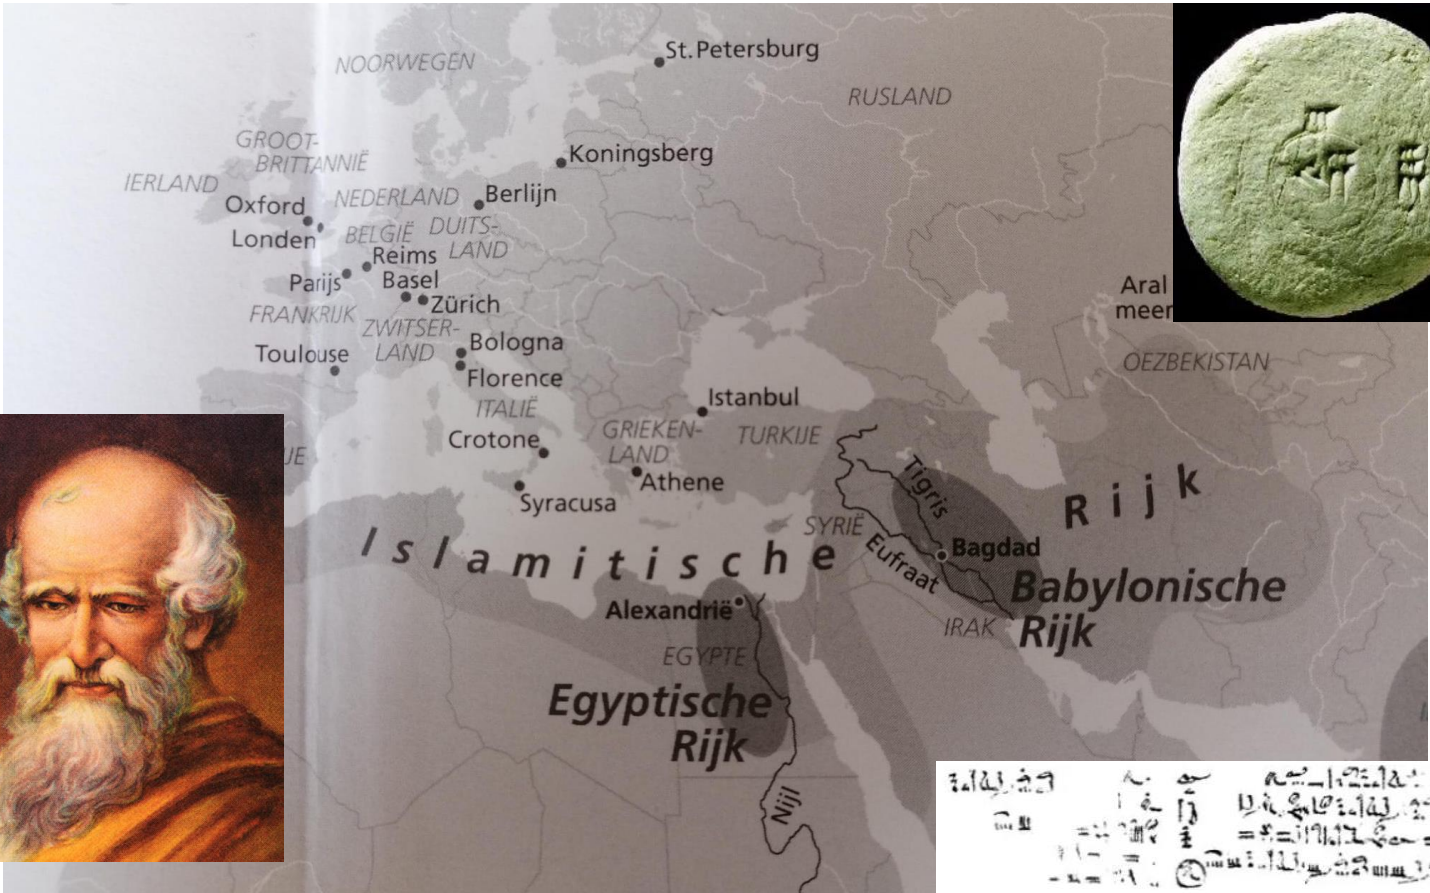 NOORWEGEN
St. Petersburg
RUSLAND
GROOT-
BRITTANNIË
Koningsberg
IERLAND
NEDERLAND
Berlijn
Oxford
Londen
BELGIË
DUITS-
LAND
Reims
Parijs
Basel
Zürich
FRANKRIJK
ZWITSER-
LAND
Aral
meer
Toulouse
Bologna
Florence
OEZBEKISTAN
ITALIË
Istanbul
Crotone
GRIEKEN-
LAND
TURKIJE
JE
Athene
Syracusa
Tigris
Rijk
SYRIË
Islamitische
Eufraat
Bagdad
Babylonische
Rijk
IRAK
Alexandrië
EGYPTE
Egyptische
Rijk
Nijl